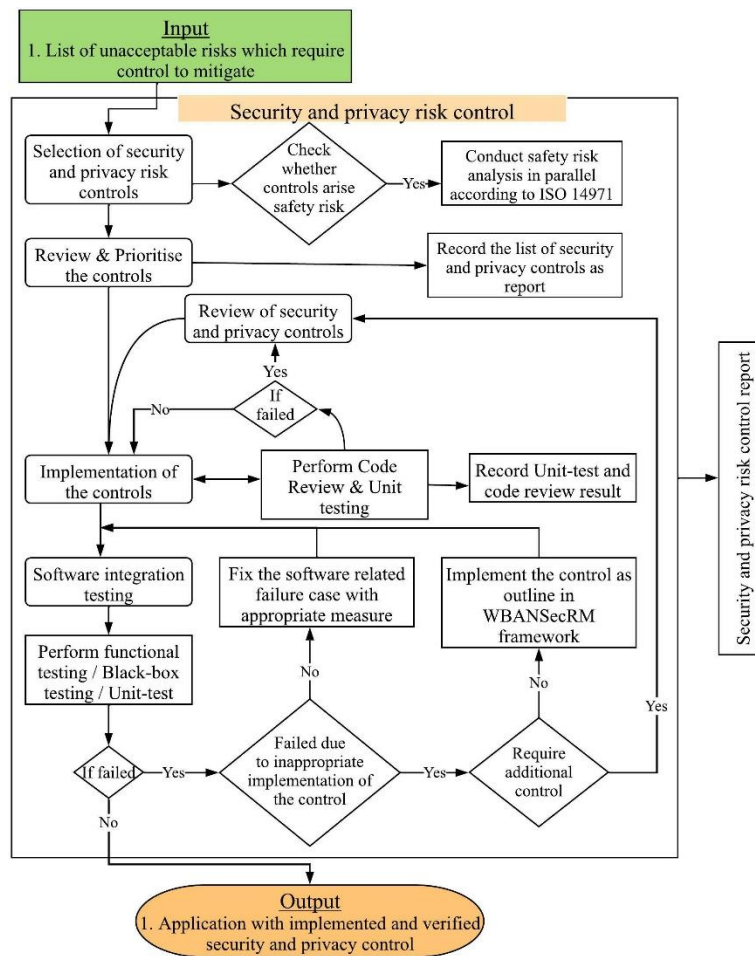 Input
1. List of unacceptable risks which require
control to mitigate
Security and privacy risk control
Selection of security
and privacy risk
controls
Check
whether
controls arise
safety risk
Yes
Conduct safety risk
analysis in parallel
according to ISO 14971
Review & Prioritise
the controls
Record the list of security
and privacy controls as
report
Review of security
and privacy controls
Yes
If
failed
No
Implementation of
the controls
Perform Code
Review & Unit
testing
Record Unit-test and
code review result
Security and privacy risk control report
Software integration
testing
Fix the software related
failure case with
appropriate measure
Implement the control as
outline in
WBANSecRM
framework
Perform functional
testing / Black-box
testing / Unit-test
No
No
Yes
If failed
Yes
Failed due
to inappropriate
implementation of
the control
Yes
Require
additional
control
No
Output
1. Application with implemented and verified
security and privacy control